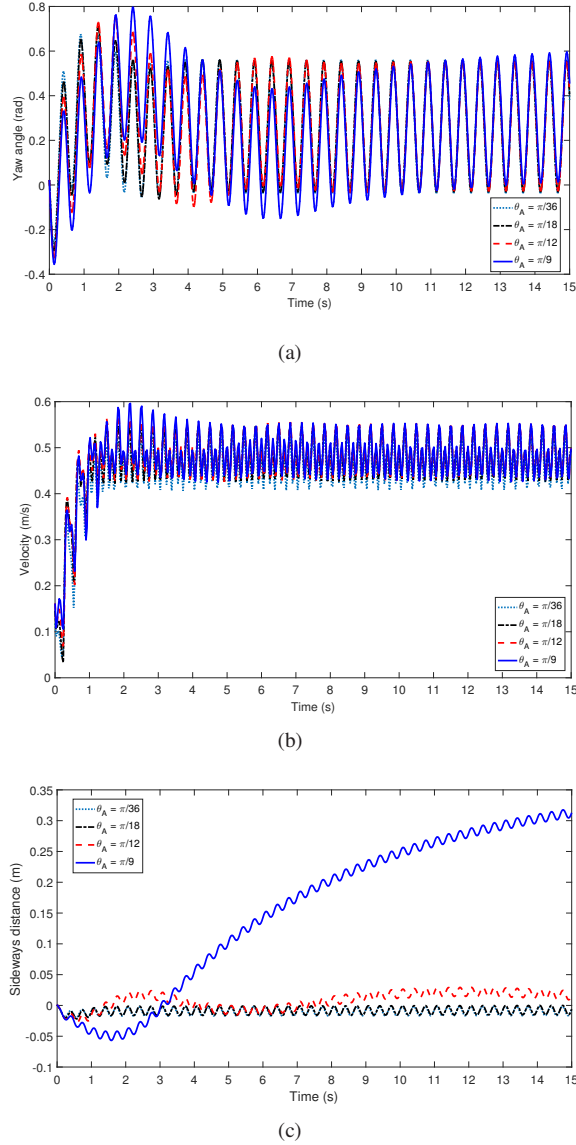 0.8
0.6
0.4
0.2
0
-0.2
-0.4
Yaw angle (rad)
θA = π/36
θA = π/18
θA = π/12
θA = π/9
0 1 2 3 4 5 6 7 8 9 10 11 12 13 14 15
Time (s)
(a)
0.6
0.5
0.4
0.3
0.2
0.1
0
Velocity (m/s)
θA = π/36
θA = π/18
θA = π/12
θA = π/9
0 1 2 3 4 5 6 7 8 9 10 11 12 13 14 15
Time (s)
(b)
0.35
0.3
0.25
0.2
0.15
0.1
0.05
0
-0.05
-0.1
Sideways distance (m)
θA = π/36
θA = π/18
θA = π/12
θA = π/9
0 1 2 3 4 5 6 7 8 9 10 11 12 13 14 15
Time (s)
(c)